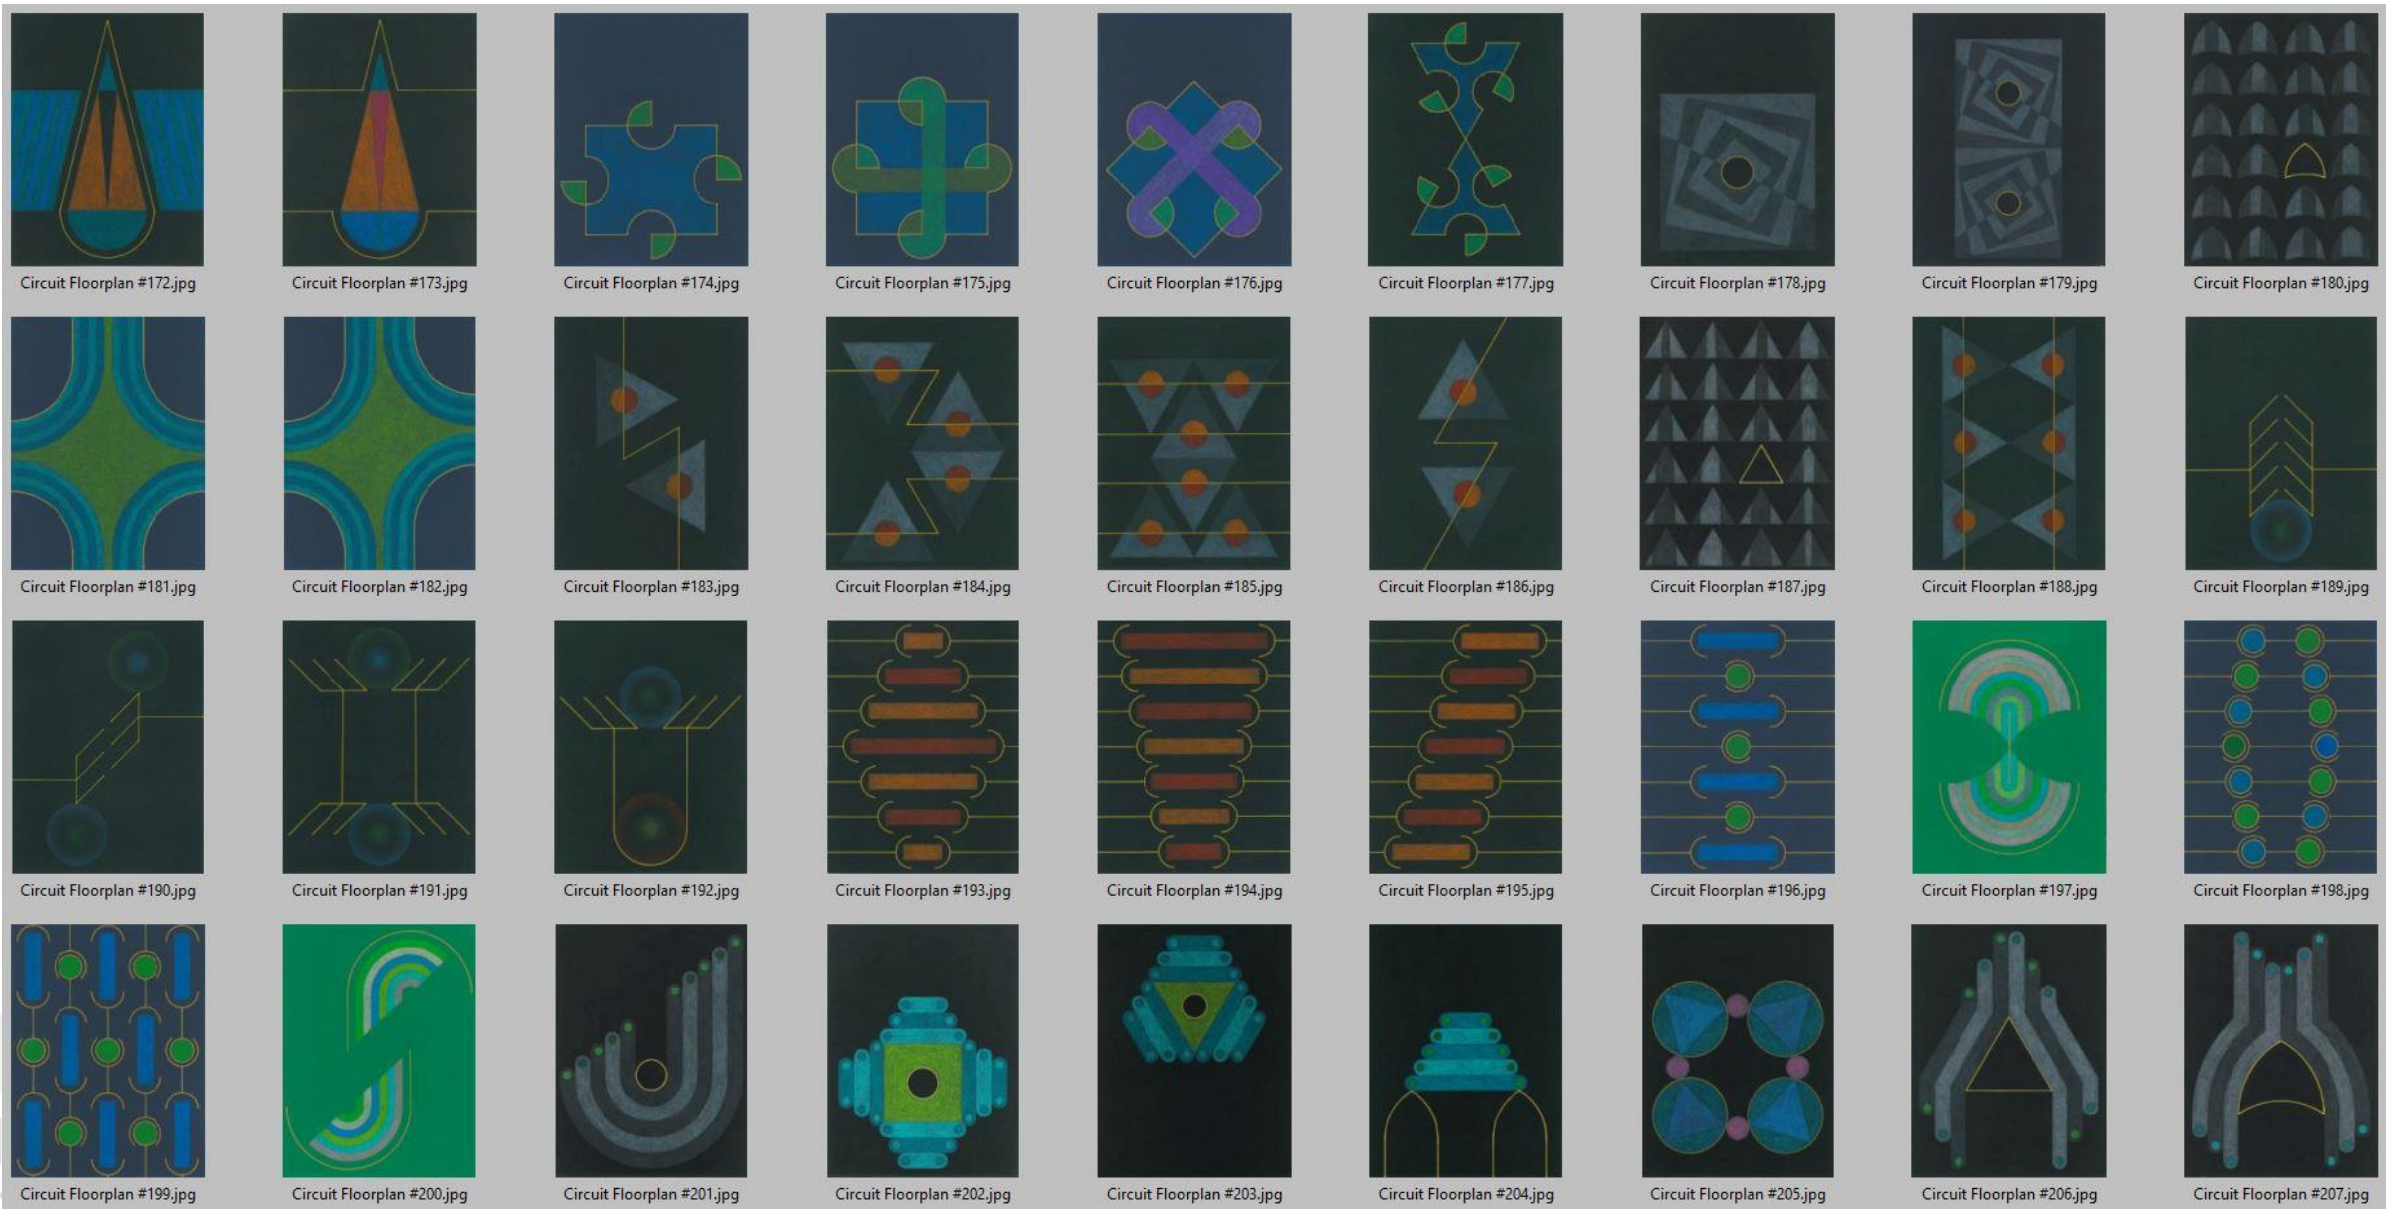 Circuit Floorplan #172.jpg
Circuit Floorplan #173.jpg
Circuit Floorplan #174.jpg
Circuit Floorplan #175.jpg
Circuit Floorplan #176.jpg
Circuit Floorplan #177.jpg
Circuit Floorplan #178.jpg
Circuit Floorplan #179.jpg
Circuit Floorplan #180.jpg
Circuit Floorplan #181.jpg
Circuit Floorplan #182.jpg
Circuit Floorplan #183.jpg
Circuit Floorplan #184.jpg
Circuit Floorplan #185.jpg
Circuit Floorplan #186.jpg
Circuit Floorplan #187.jpg
Circuit Floorplan #188.jpg
Circuit Floorplan #189.jpg
Circuit Floorplan #190.jpg
Circuit Floorplan #191.jpg
Circuit Floorplan #192.jpg
Circuit Floorplan #193.jpg
Circuit Floorplan #194.jpg
Circuit Floorplan #195.jpg
Circuit Floorplan #196.jpg
Circuit Floorplan #197.jpg
Circuit Floorplan #198.jpg
Circuit Floorplan #199.jpg
Circuit Floorplan #200.jpg
Circuit Floorplan #201.jpg
Circuit Floorplan #202.jpg
Circuit Floorplan #203.jpg
Circuit Floorplan #204.jpg
Circuit Floorplan #205.jpg
Circuit Floorplan #206.jpg
Circuit Floorplan #207.jpg